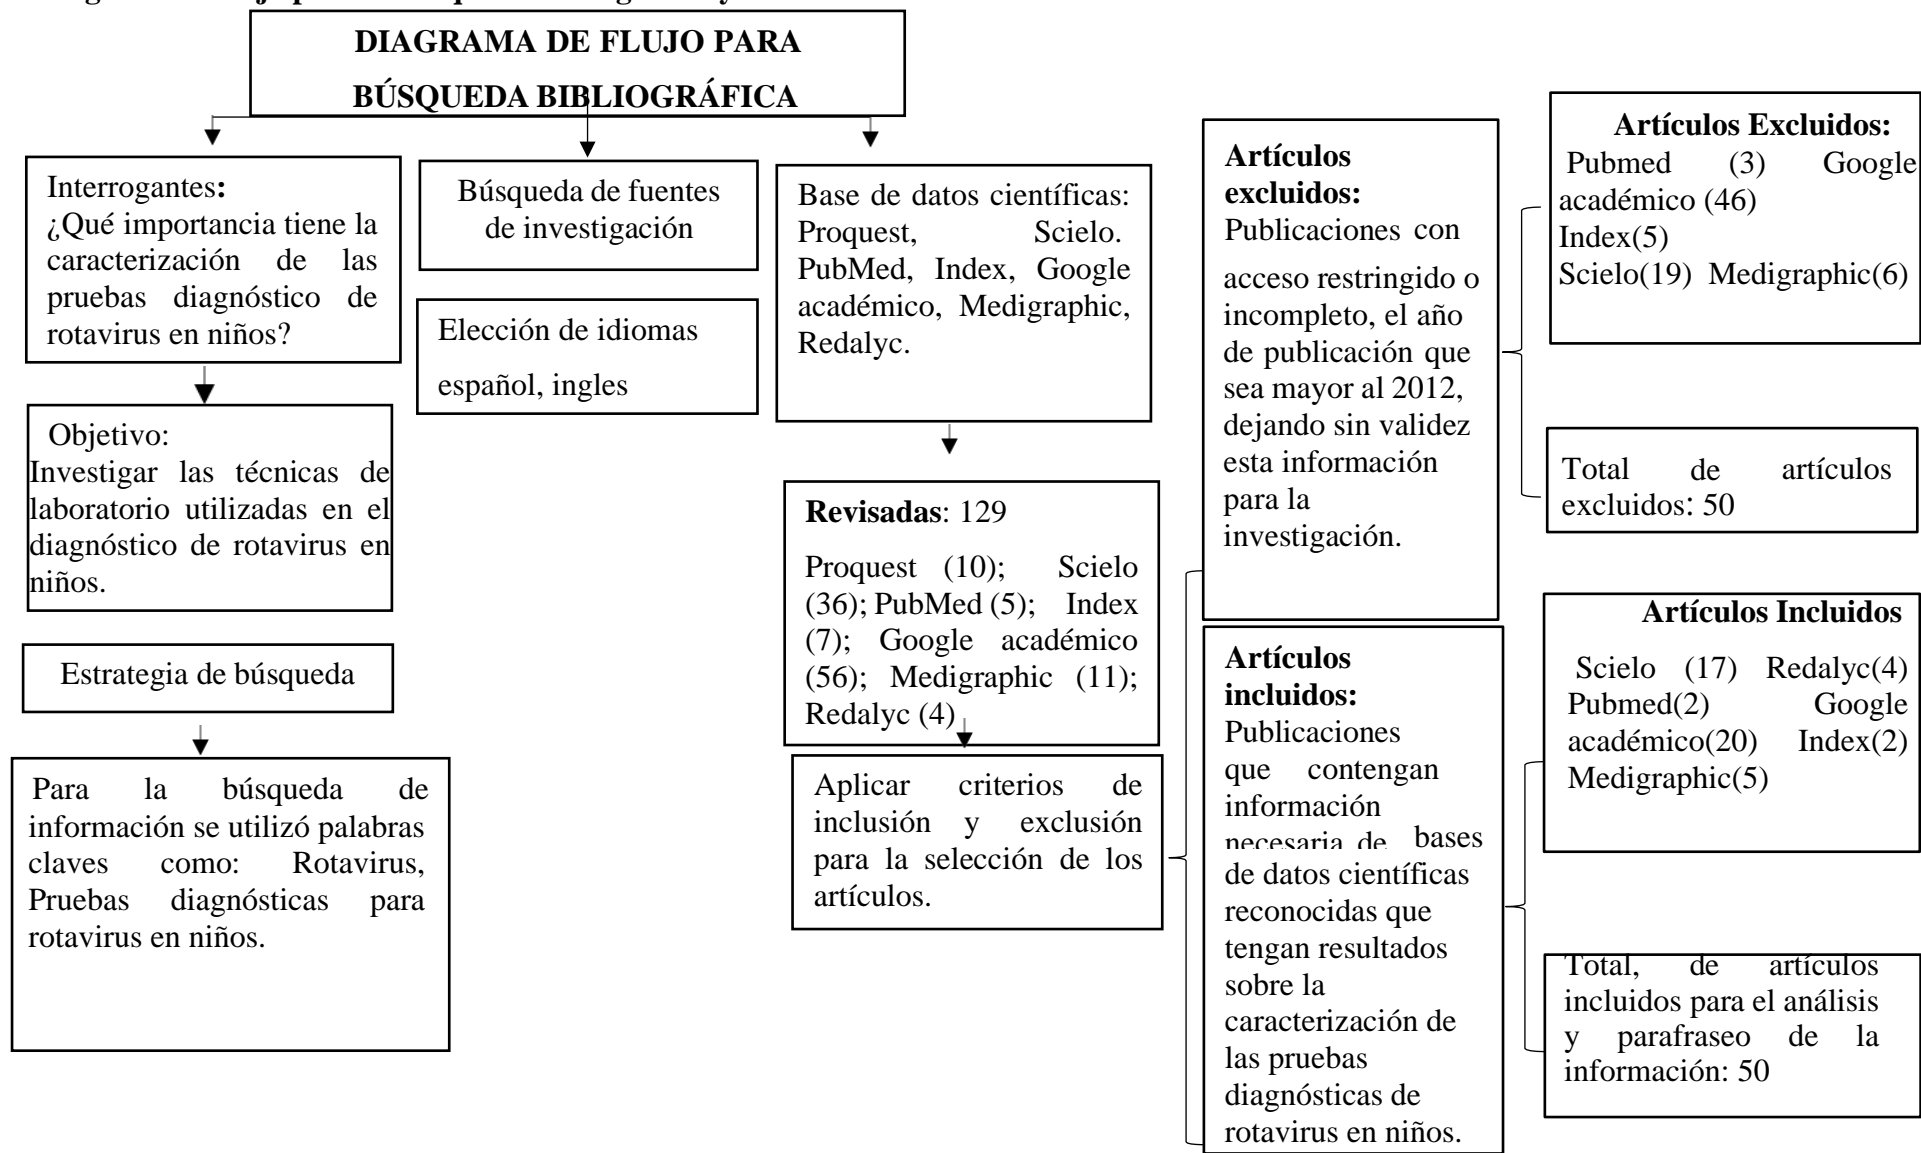 DIAGRAMA DE FLUJO PARA
BÚSQUEDA BIBLIOGRÁFICA
Interrogantes:
¿Qué importancia tiene la
caracterización de las
pruebas diagnóstico de
rotavirus en niños?
Objetivo:
Investigar las técnicas de
laboratorio utilizadas en el
diagnóstico de rotavirus en
niños.
Estrategia de búsqueda
Para la búsqueda de
información se utilizó palabras
claves como: Rotavirus,
Pruebas diagnósticas para
rotavirus en niños.
Búsqueda de fuentes
de investigación
Elección de idiomas
español, ingles
Base de datos científicas:
Proquest, Scielo.
PubMed, Index, Google
académico, Medigraphic,
Redalyc.
Revisadas: 129
Proquest (10); Scielo
(36); PubMed (5); Index
(7); Google académico
(56); Medigraphic (11);
Redalyc (4)
Aplicar criterios de
inclusión y exclusión
para la selección de los
artículos.
Artículos
excluidos:
Publicaciones con
acceso restringido o
incompleto, el año
de publicación que
sea mayor al 2012,
dejando sin validez
esta información
para la
investigación.
Artículos
incluidos:
Publicaciones
que contengan
información
necesaria de bases
de datos científicas
reconocidas que
tengan resultados
sobre la
caracterización de
las pruebas
diagnósticas de
rotavirus en niños.
Artículos Excluidos:
Pubmed (3) Google
académico (46)
Index(5)
Scielo(19) Medigraphic(6)
Total de artículos
excluidos: 50
Artículos Incluidos
Scielo (17) Redalyc(4)
Pubmed(2) Google
académico(20) Index(2)
Medigraphic(5)
Total, de artículos
incluidos para el análisis
y parafraseo de la
información: 50